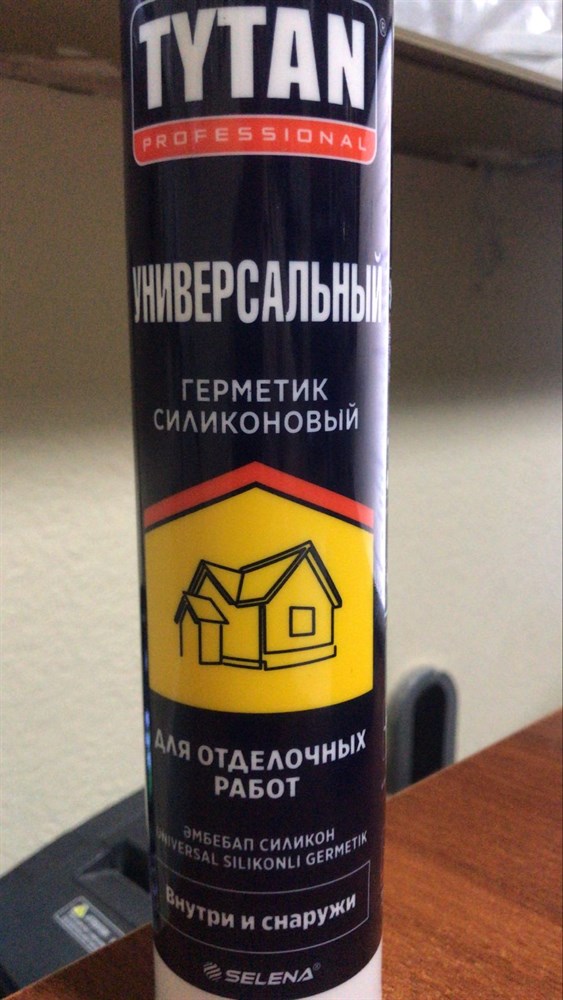 TYTAN
PROFESSIONAL
УНИВЕРСАЛЬНЫЙ
ГЕРМЕТИК
СИЛИКОНОВЫЙ
ДЛЯ ОТДЕЛОЧНЫХ
РАБОТ
ӘМБЕБАП СИЛИКОН
UNIVERSAL SILIKONLI GERMETIK
Внутри и снаружи
SELENA®